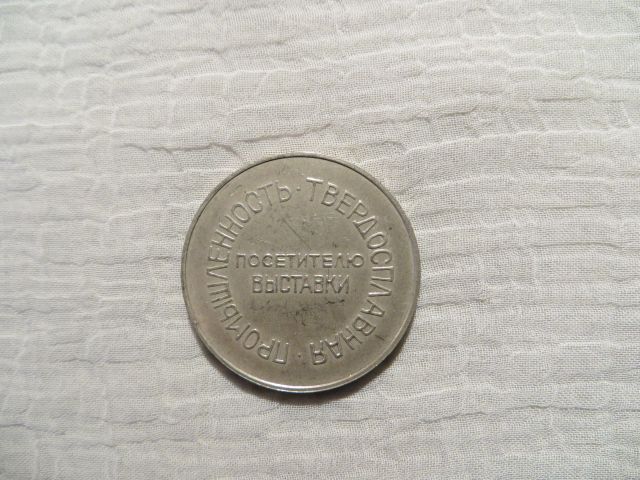 ТВЕРДОСПЛАВНАЯ · ПРОМЫШЛЕННОСТЬ ·
ПОСЕТИТЕЛЮ
ВЫСТАВКИ